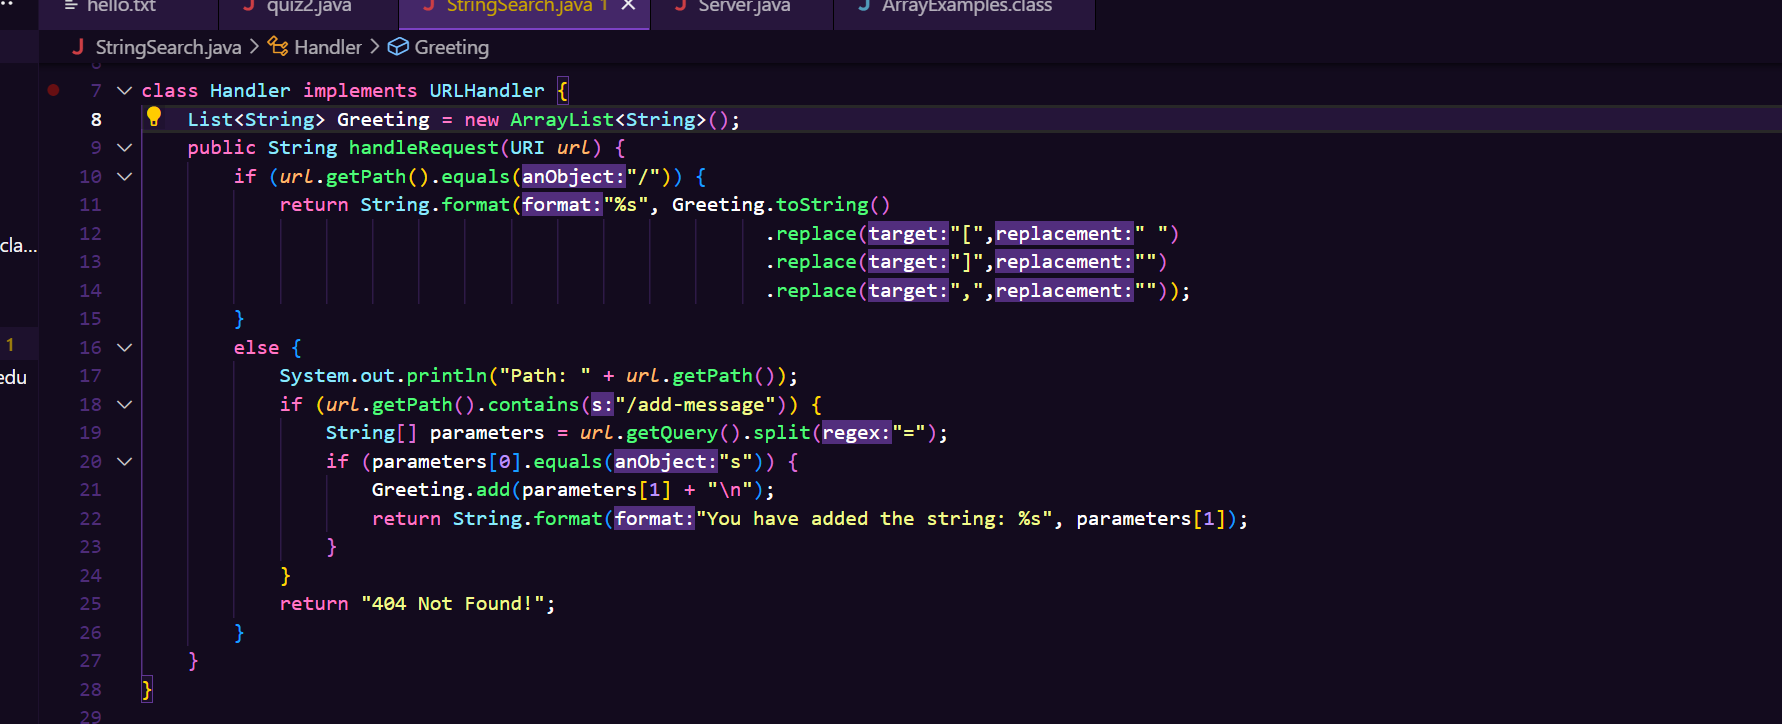 hello.txt quiz2.java StringSearch.java 1 Server.java ArrayExamples.class
StringSearch.java > Handler > Greeting
7 class Handler implements URLHandler {
8 List<String> Greeting = new ArrayList<String>();
9 public String handleRequest(URI url) {
10 if (url.getPath().equals(anObject:"/")) {
11 return String.format(format:"%s", Greeting.toString()
12 .replace(target:"[",replacement:" ")
cla...
13 .replace(target:"]",replacement:"")
14 .replace(target:",",replacement:""));
15 }
1
16 else {
17 System.out.println("Path: " + url.getPath());
edu
18 if (url.getPath().contains(s:"/add-message")) {
19 String[] parameters = url.getQuery().split(regex:"=");
20 if (parameters[0].equals(anObject:"s")) {
21 Greeting.add(parameters[1] + "\n");
22 return String.format(format:"You have added the string: %s", parameters[1]);
23 }
24 }
25 return "404 Not Found!";
26 }
27 }
28 }
29